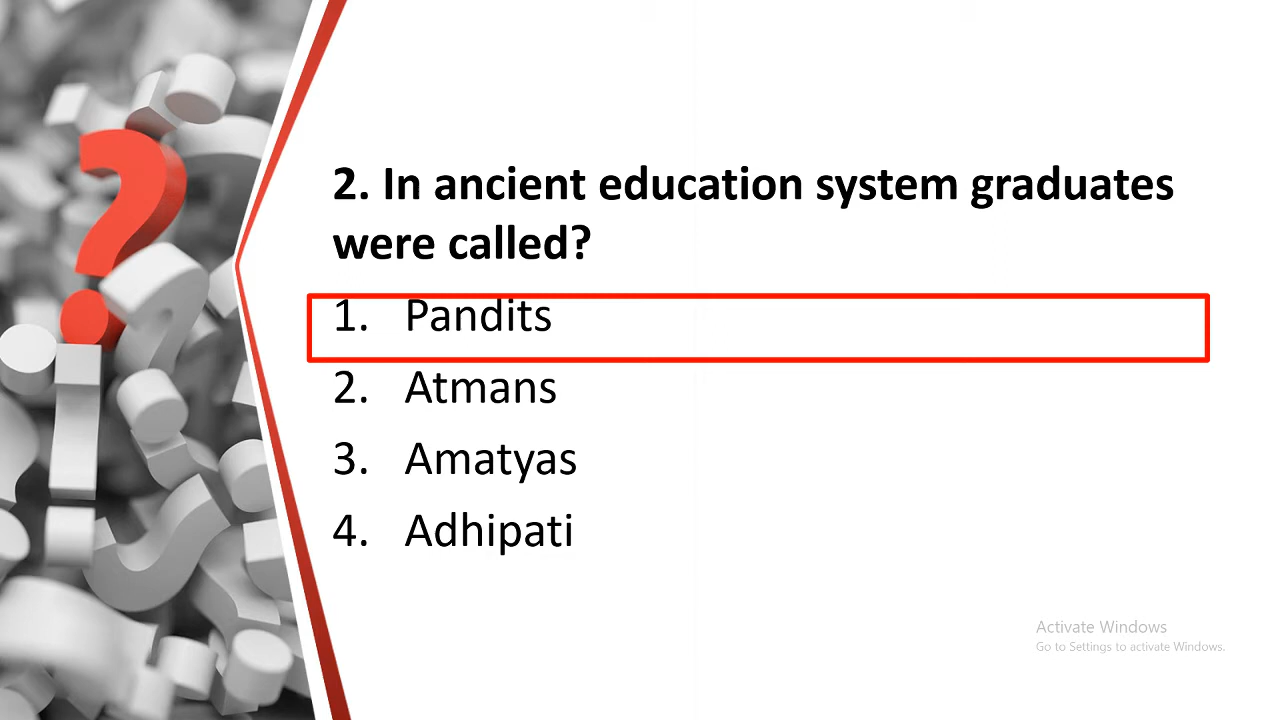 2. In ancient education system graduates
were called?
1. Pandits
2. Atmans
3. Amatyas
4. Adhipati
Activate Windows
Go to Settings to activate Windows.